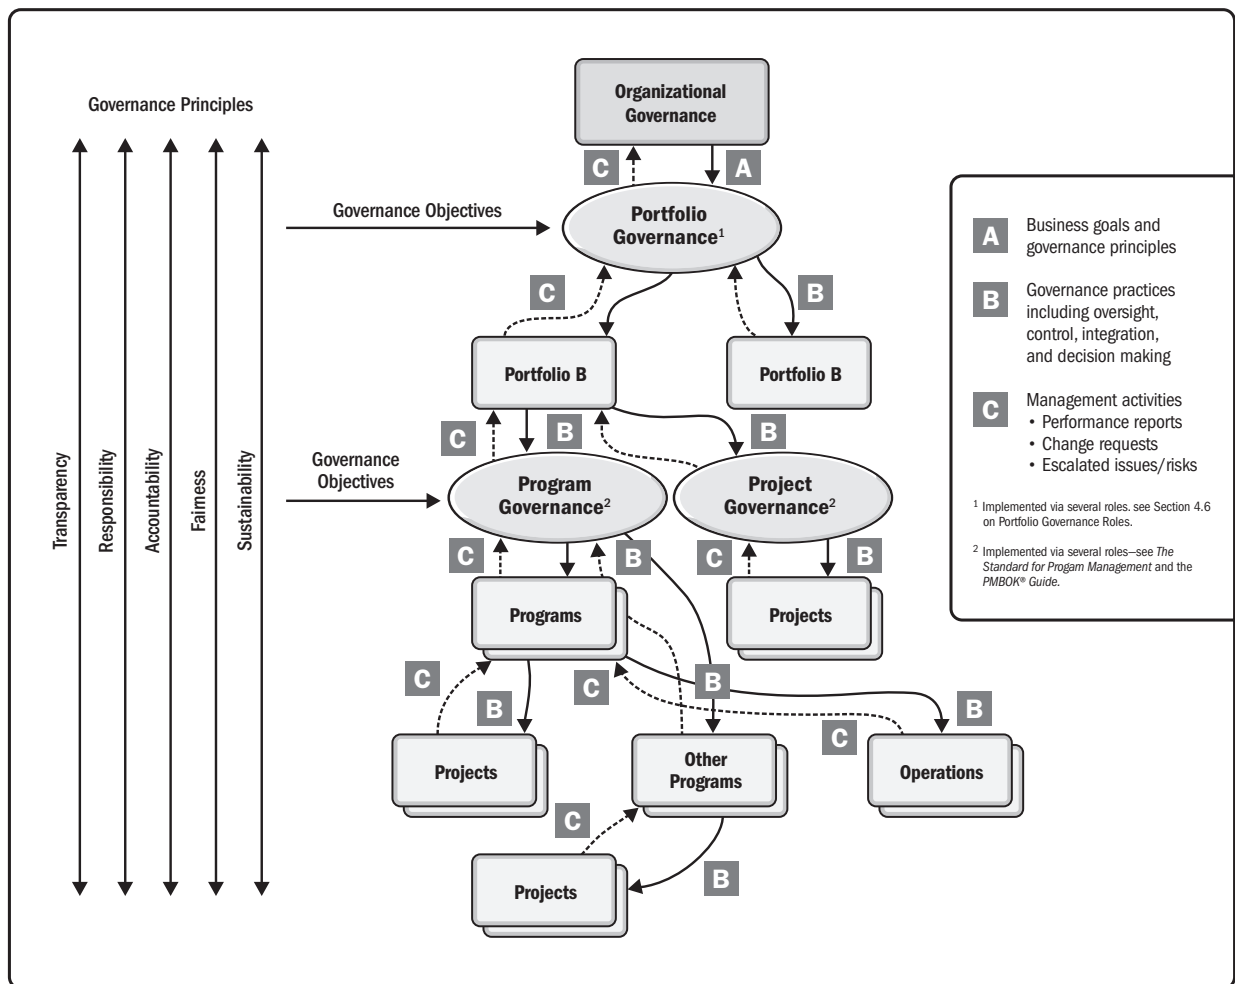 Governance Principles
Organizational
Governance
C
A
Governance Objectives
Portfolio
Governance1
C
B
Portfolio B
Portfolio B
C
B
B
Governance
Objectives
Program
Governance2
Project
Governance2
Transparency
Responsibility
Accountability
Fairness
Sustainability
C
B
C
B
Programs
Projects
C
B
C
B
C
B
Projects
Other
Programs
Operations
C
B
Projects
A
Business goals and
governance principles
B
Governance practices
including oversight,
control, integration,
and decision making
C
Management activities
• Performance reports
• Change requests
• Escalated issues/risks
1 Implemented via several roles. see Section 4.6
on Portfolio Governance Roles.
2 Implemented via several roles—see The
Standard for Progam Management and the
PMBOK® Guide.